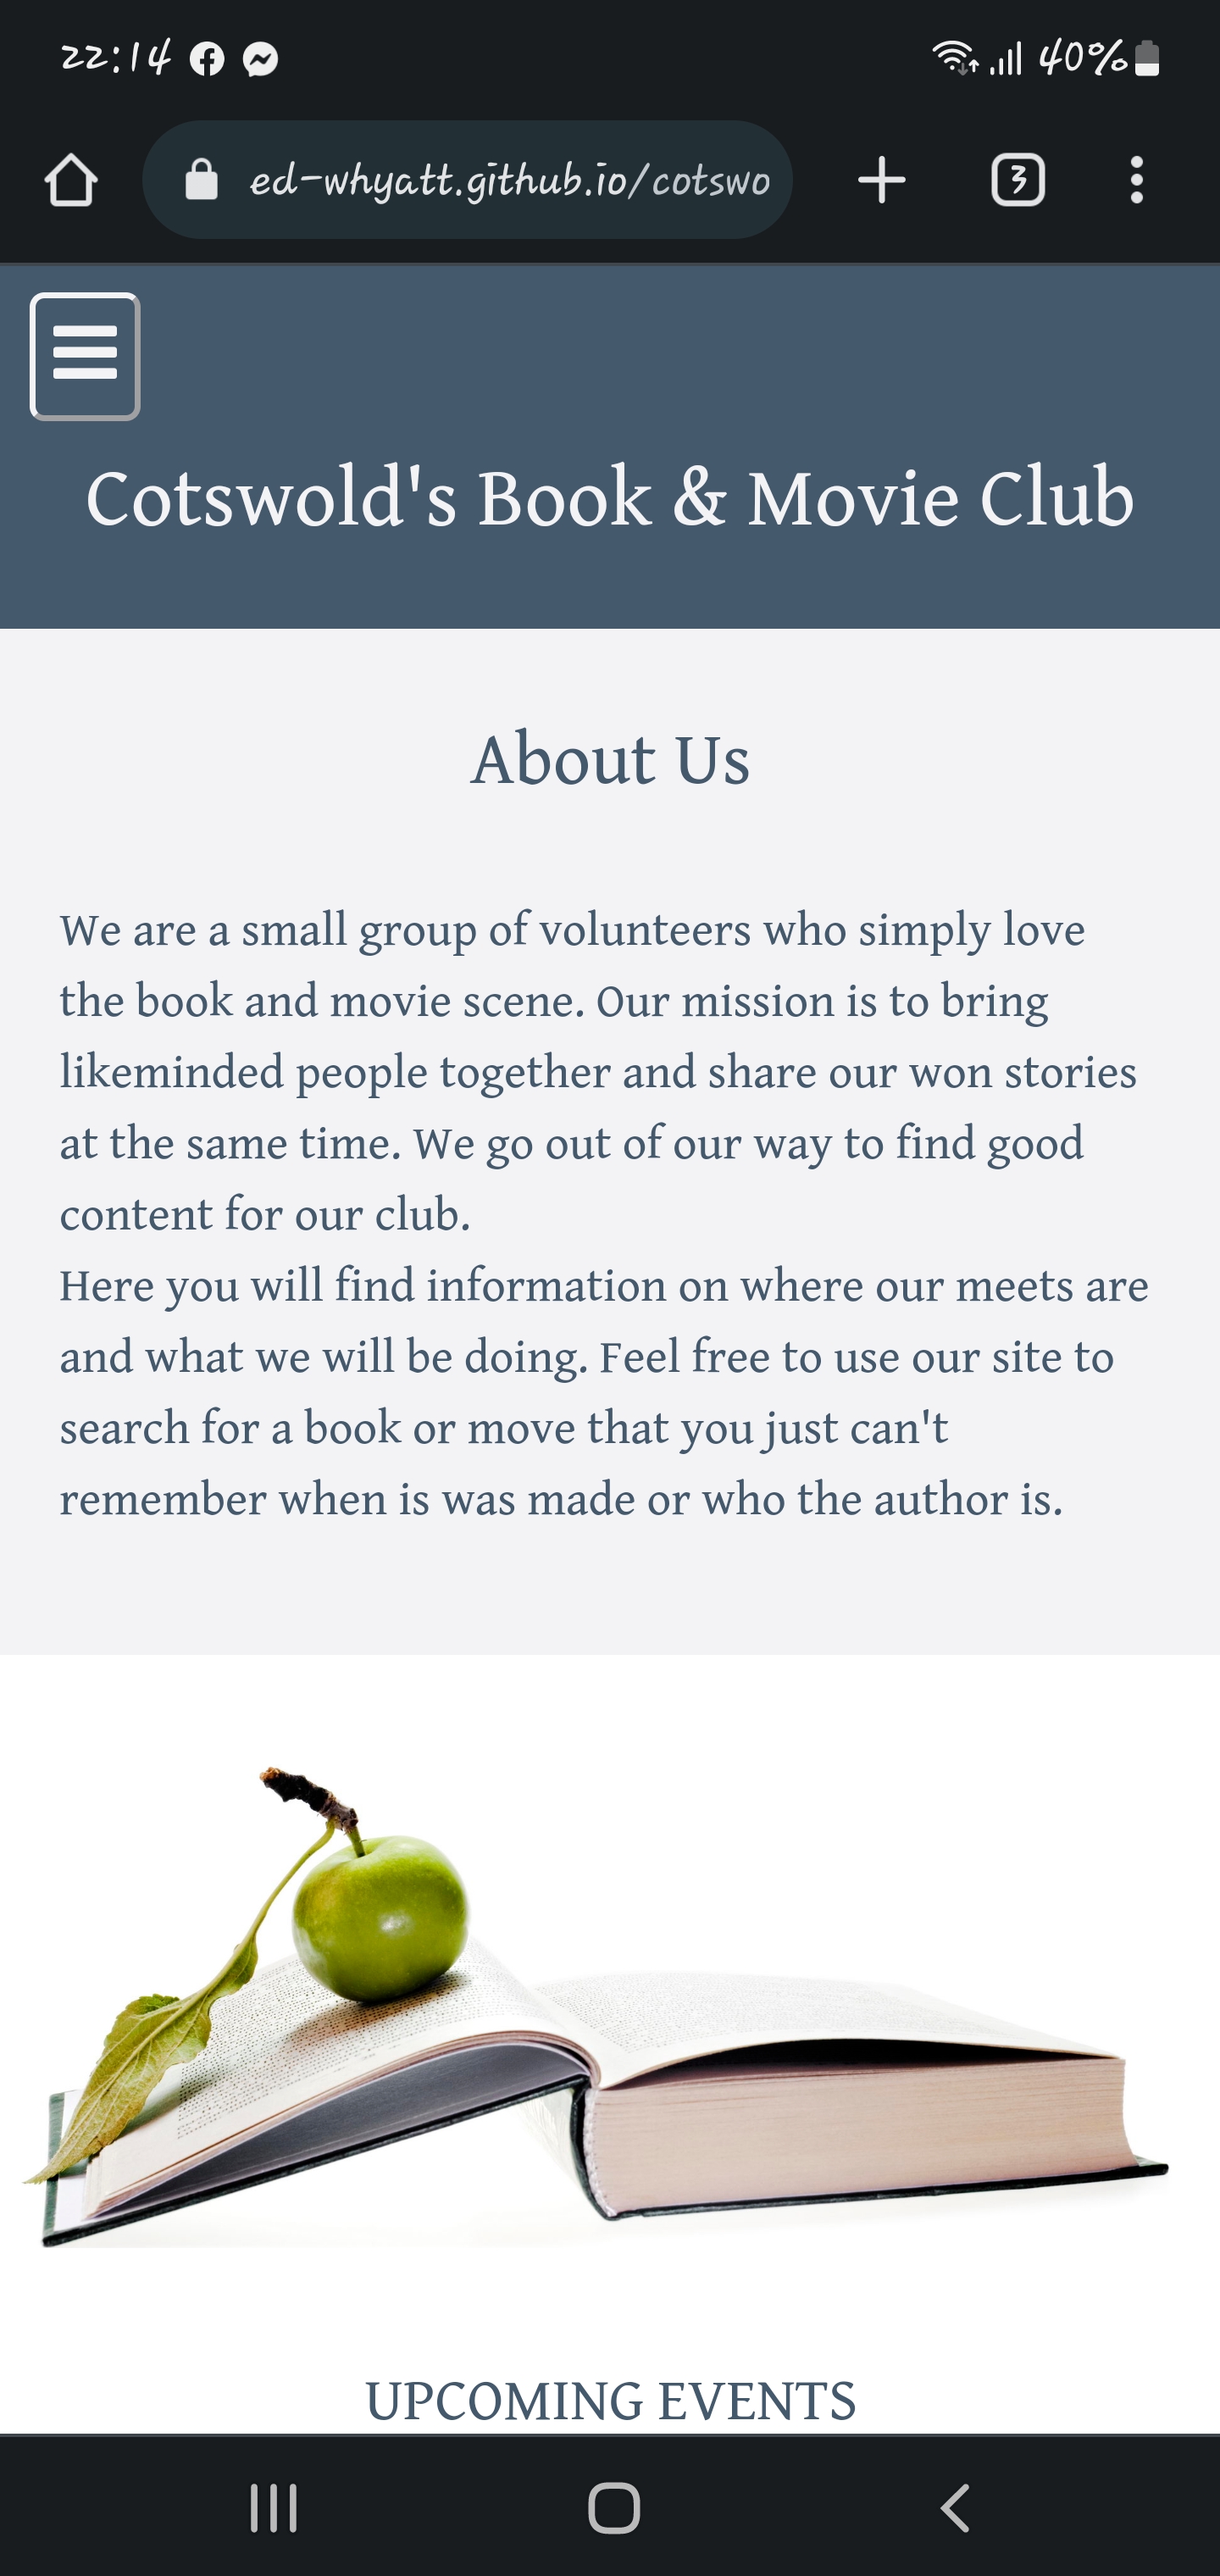 22:14 40%
ed-whyatt.github.io/cotswo 3
Cotswold's Book & Movie Club
About Us
We are a small group of volunteers who simply love
the book and movie scene. Our mission is to bring
likeminded people together and share our won stories
at the same time. We go out of our way to find good
content for our club.
Here you will find information on where our meets are
and what we will be doing. Feel free to use our site to
search for a book or move that you just can't
remember when is was made or who the author is.
UPCOMING EVENTS